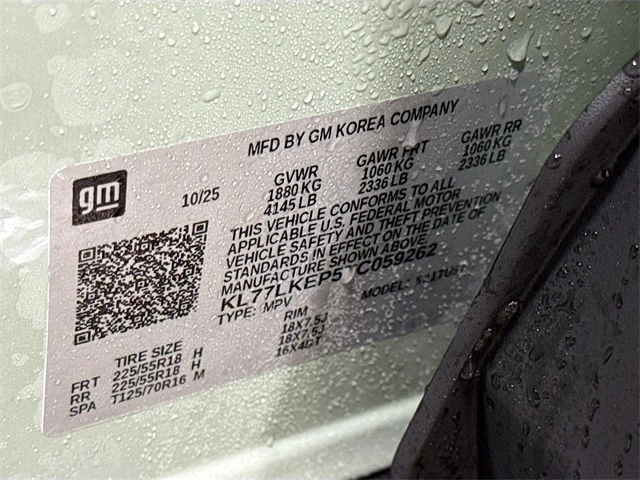 MFD BY GM KOREA COMPANY
gm
10/25
GVWR GAWR FRT GAWR RR
1880 KG 1060 KG 1060 KG
4145 LB 2336 LB 2336 LB
THIS VEHICLE CONFORMS TO ALL
APPLICABLE U.S. FEDERAL MOTOR
VEHICLE SAFETY AND THEFT PREVENTION
STANDARDS IN EFFECT ON THE DATE OF
MANUFACTURE SHOWN ABOVE
TYPE: MPV MODEL:
TIRE SIZE RIM
FRT 225/55R18 H 18X7.5J
RR 225/55R18 H 18X7.5J
SPA T125/70R16 M 16X4DT